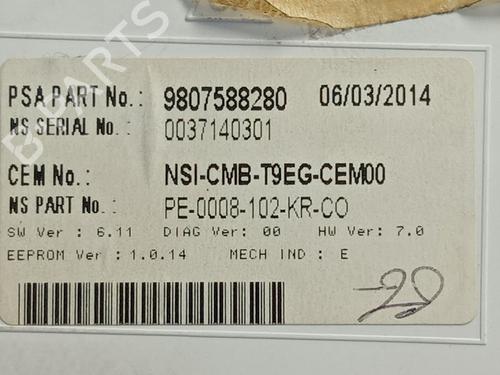 PSA PART No.: 9807588280 06/03/2014
NS SERIAL No.: 0037140301
CEM No.: NSI-CMB-T9EG-CEM00
NS PART No.: PE-0008-102-KR-CO
SW Ver : 6.11 DIAG Ver: 00 HW Ver: 7.0
EEPROM Ver : 1.0.14 MECH IND : E
B PARTS